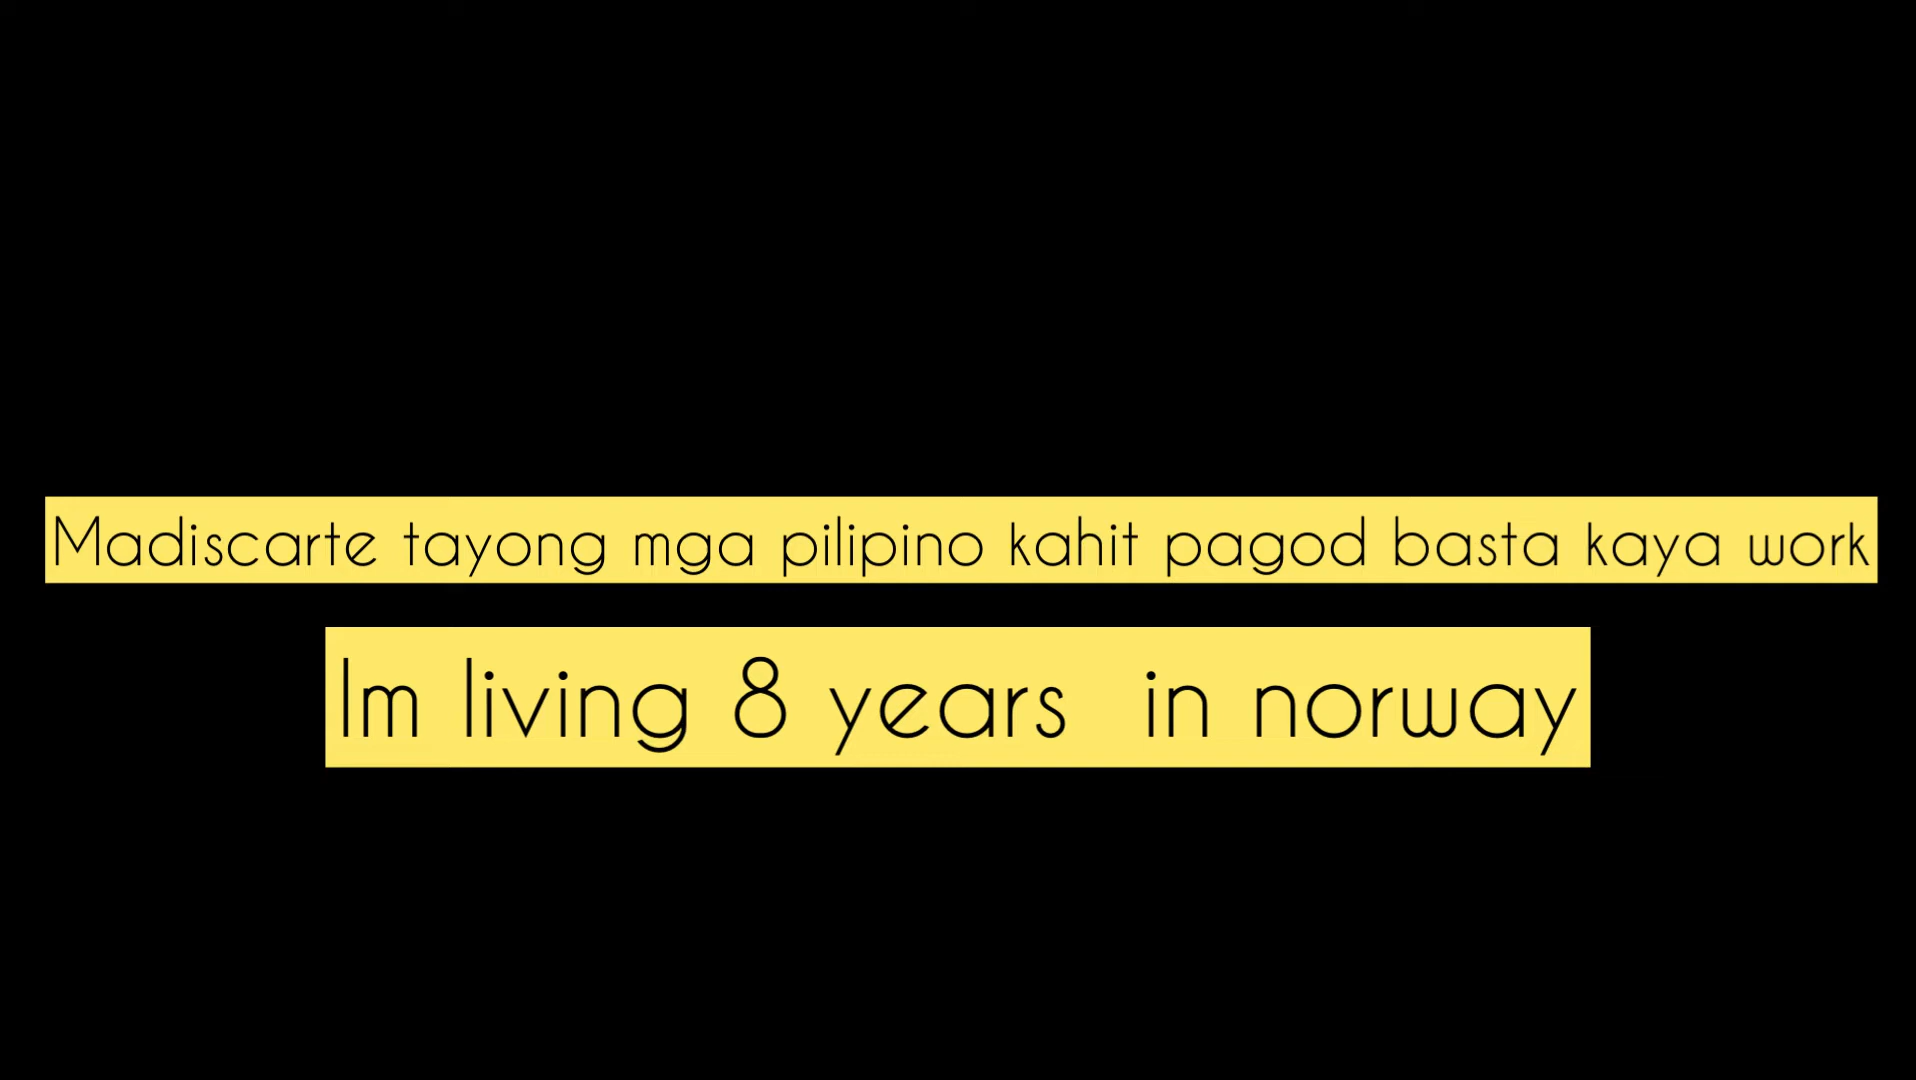 Madiscarte tayong mga pilipino kahit pagod basta kaya work
Im living 8 years  in norway